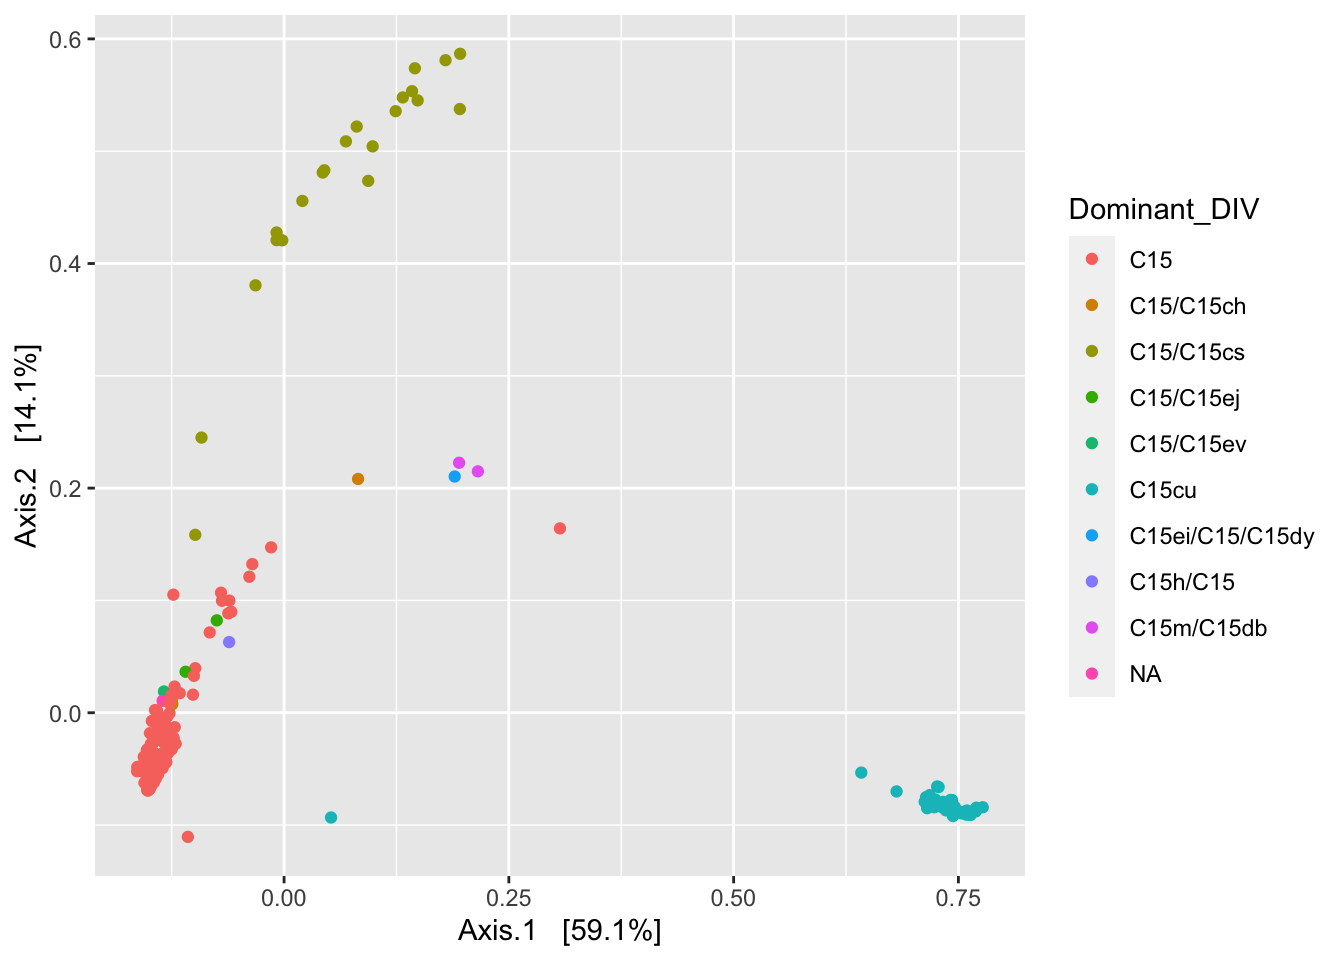 0.6
0.4
0.2
0.0
Axis.2 [14.1%]
0.00 0.25 0.50 0.75
Axis.1 [59.1%]
Dominant_DIV
C15
C15/C15ch
C15/C15cs
C15/C15ej
C15/C15ev
C15cu
C15ei/C15/C15dy
C15h/C15
C15m/C15db
NA